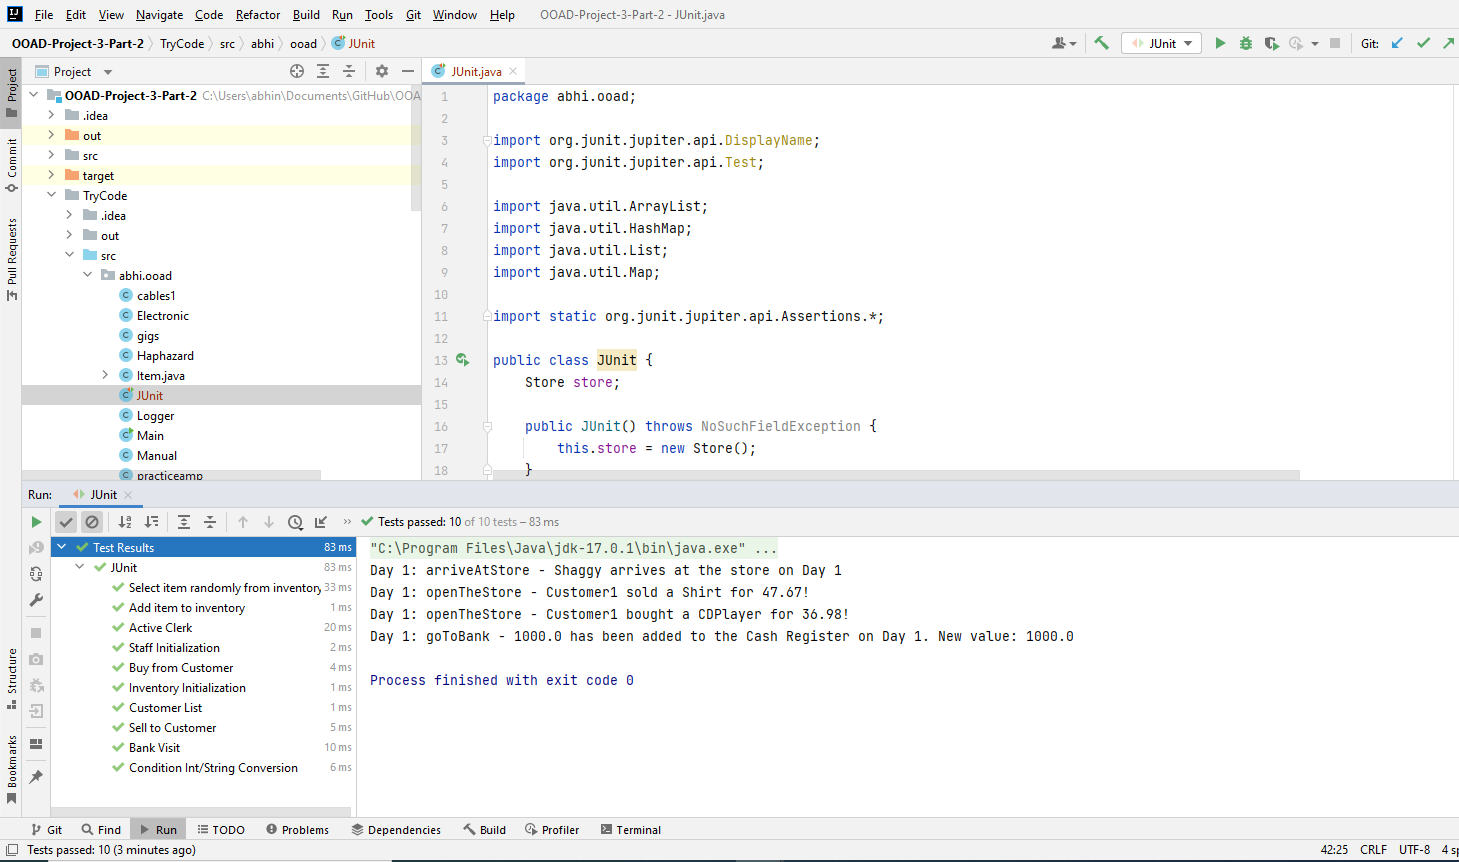 File Edit View Navigate Code Refactor Build Run Tools Git Window Help OOAD-Project-3-Part-2 - JUnit.java
OOAD-Project-3-Part-2 TryCode src abhi ooad JUnit JUnit Git:
Project JUnit.java
Project
Commit
Pull Requests
OOAD-Project-3-Part-2 C:\Users\abhin\Documents\GitHub\OOA
.idea
out
src
target
TryCode
.idea
out
src
abhi.ooad
cables1
Electronic
gigs
Haphazard
Item.java
JUnit
Logger
Main
Manual
practiceamp
1 package abhi.ooad;
2
3 import org.junit.jupiter.api.DisplayName;
4 import org.junit.jupiter.api.Test;
5
6 import java.util.ArrayList;
7 import java.util.HashMap;
8 import java.util.List;
9 import java.util.Map;
10
11 import static org.junit.jupiter.api.Assertions.*;
12
13 public class JUnit {
14 Store store;
15
16 public JUnit() throws NoSuchFieldException {
17 this.store = new Store();
18 }
Run: JUnit
Tests passed: 10 of 10 tests – 83 ms
Structure
Bookmarks
Test Results 83 ms
JUnit 83 ms
Select item randomly from inventory 33 ms
Add item to inventory 1 ms
Active Clerk 20 ms
Staff Initialization 2 ms
Buy from Customer 4 ms
Inventory Initialization 1 ms
Customer List 1 ms
Sell to Customer 5 ms
Bank Visit 10 ms
Condition Int/String Conversion 6 ms
"C:\Program Files\Java\jdk-17.0.1\bin\java.exe" ...
Day 1: arriveAtStore - Shaggy arrives at the store on Day 1
Day 1: openTheStore - Customer1 sold a Shirt for 47.67!
Day 1: openTheStore - Customer1 bought a CDPlayer for 36.98!
Day 1: goToBank - 1000.0 has been added to the Cash Register on Day 1. New value: 1000.0
Process finished with exit code 0
Git Find Run TODO Problems Dependencies Build Profiler Terminal
Tests passed: 10 (3 minutes ago) 42:25 CRLF UTF-8 4 sp